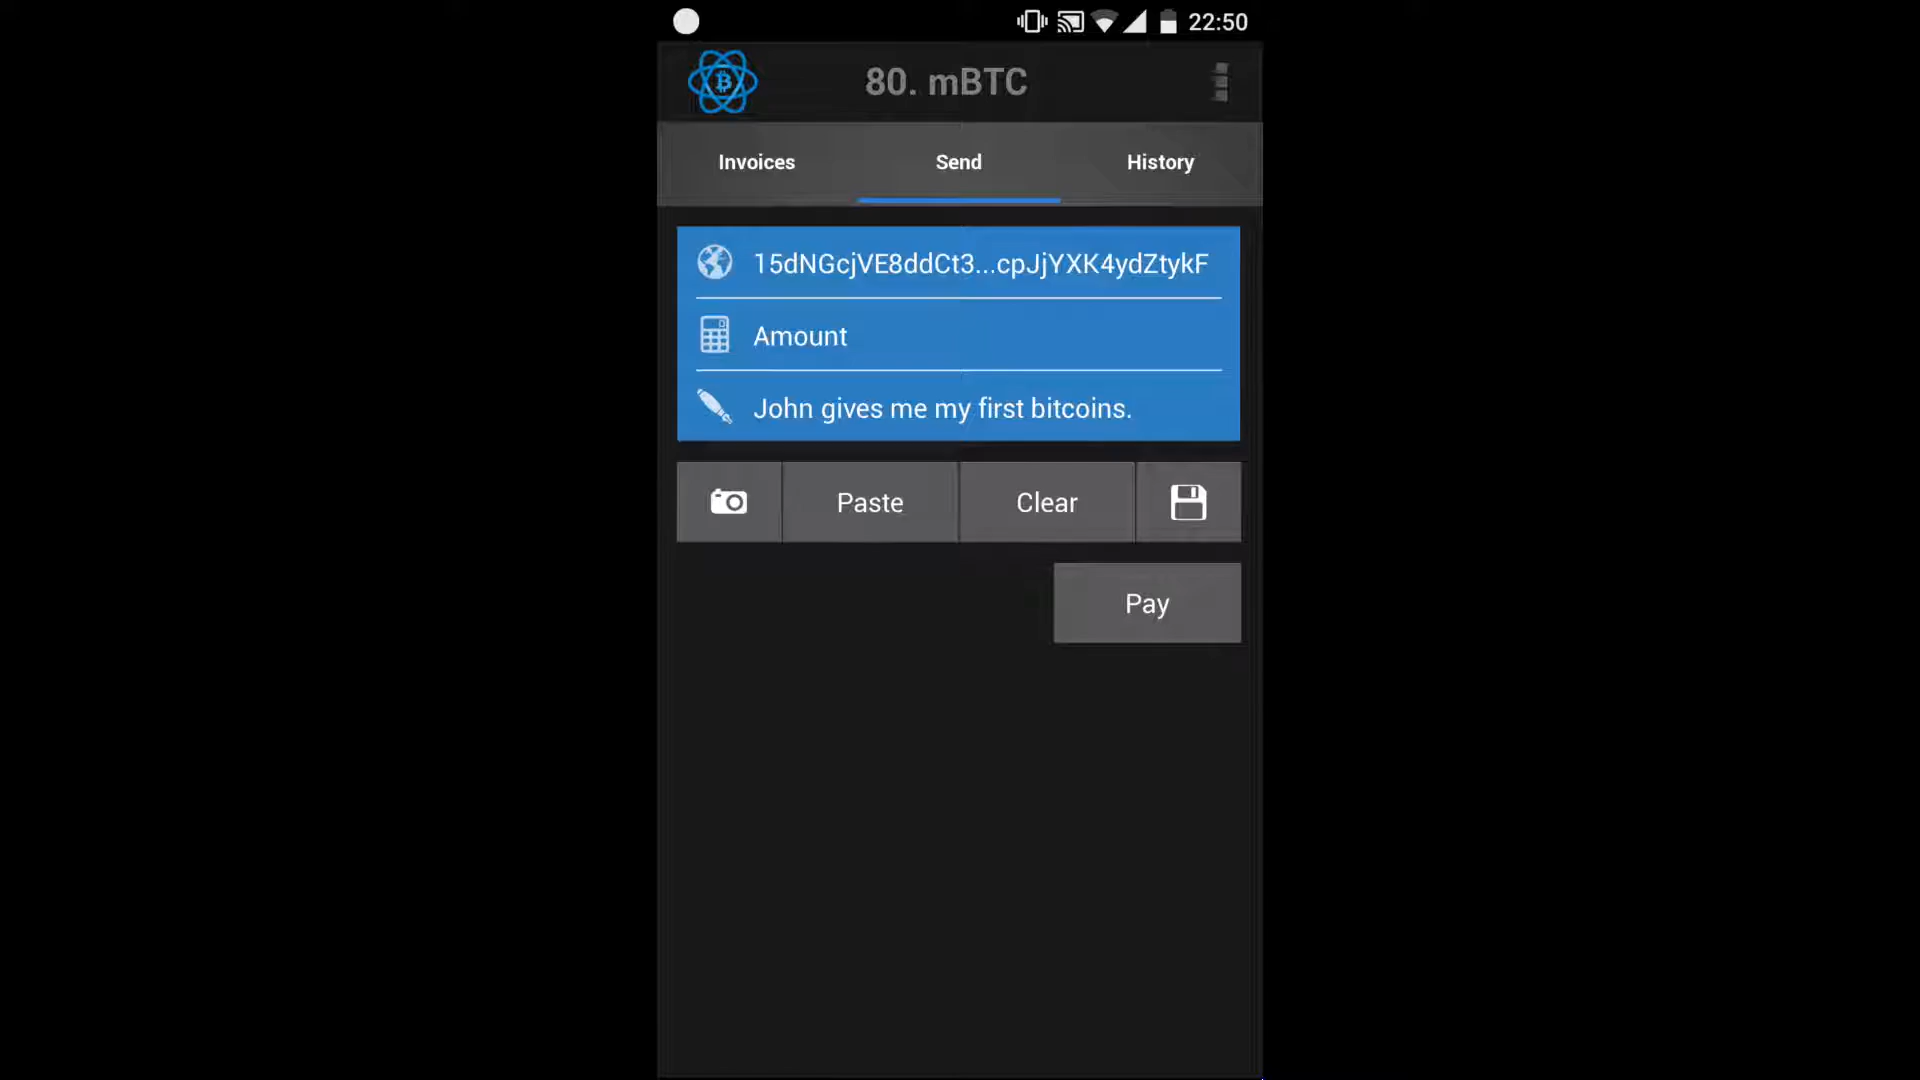 22:50
80. mBTC
Invoices Send History
15dNGcjVE8ddCt3...cpJjYXK4ydZtykF
Amount
John gives me my first bitcoins.
Paste Clear
Pay